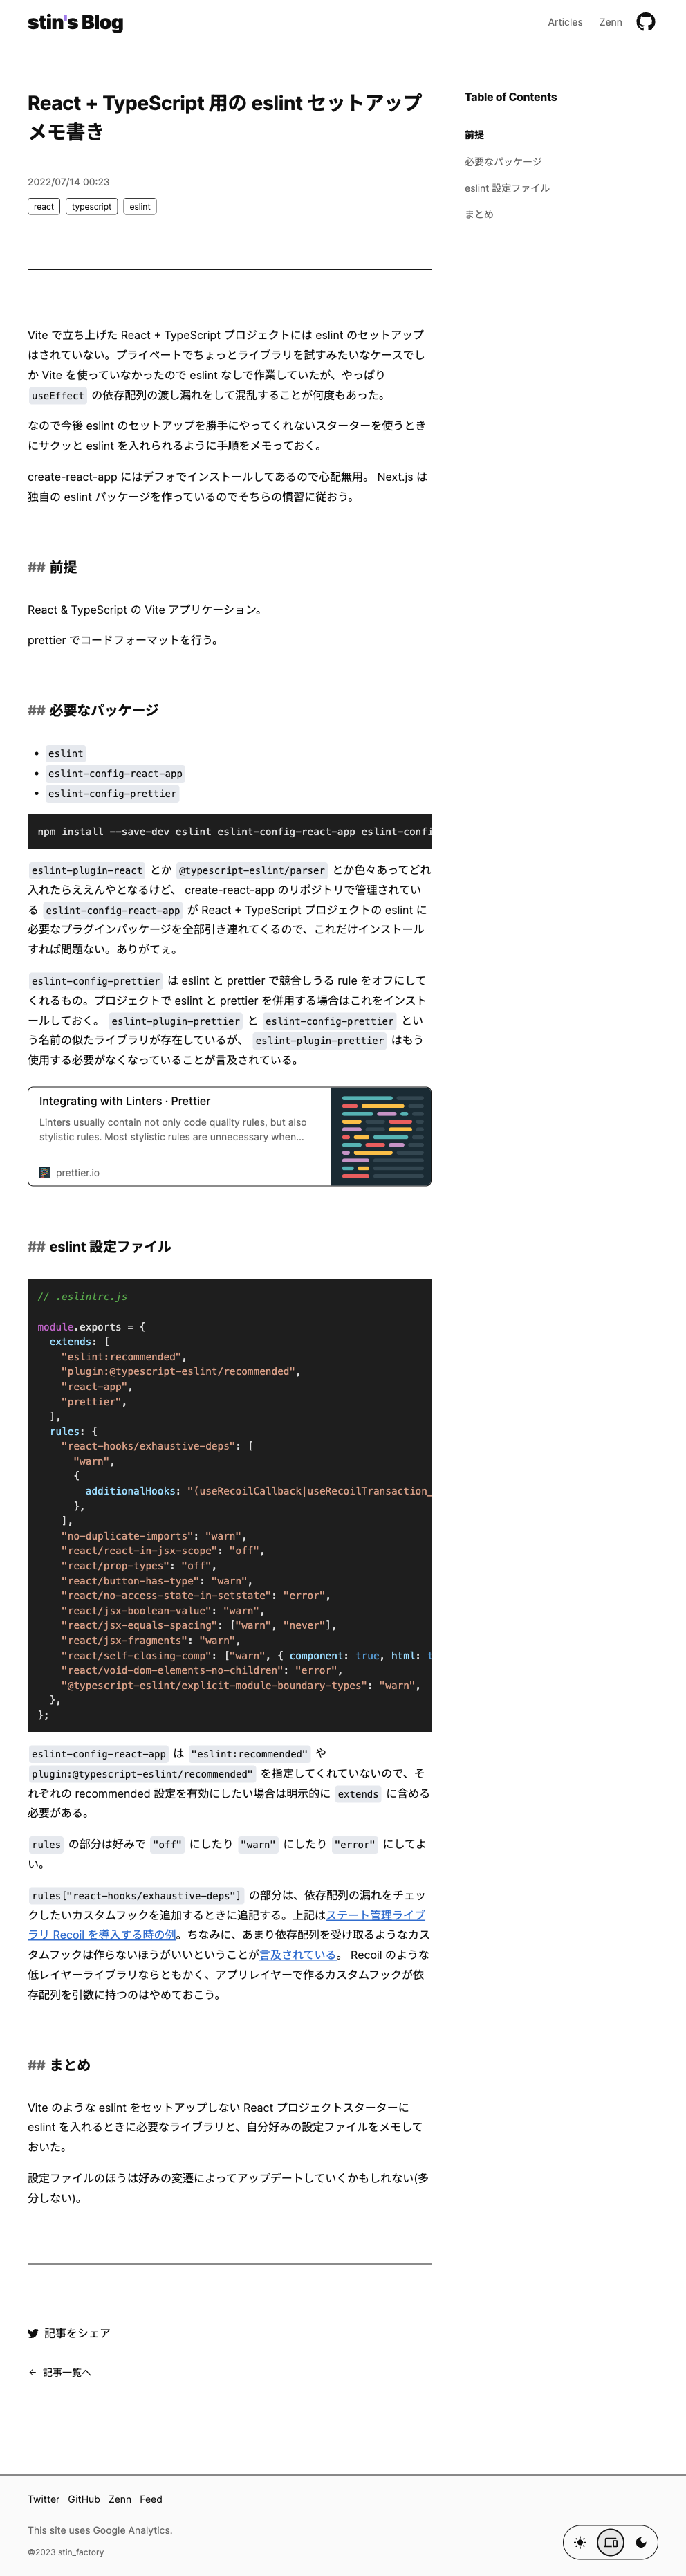 stin's Blog
Articles
Zenn
React + TypeScript 用の eslint セットアップ
メモ書き
2022/07/14 00:23
react
typescript
eslint
Table of Contents
前提
必要なパッケージ
eslint 設定ファイル
まとめ
Vite で立ち上げた React + TypeScript プロジェクトには eslint のセットアップ
はされていない。プライベートでちょっとライブラリを試すみたいなケースでし
か Vite を使っていなかったので eslint なしで作業していたが、やっぱり
useEffect の依存配列の渡し漏れをして混乱することが何度もあった。
なので今後 eslint のセットアップを勝手にやってくれないスターターを使うとき
にサクッと eslint を入れられるように手順をメモっておく。
create-react-app にはデフォでインストールしてあるので心配無用。 Next.js は
独自の eslint パッケージを作っているのでそちらの慣習に従おう。
## 前提
React & TypeScript の Vite アプリケーション。
prettier でコードフォーマットを行う。
## 必要なパッケージ
• eslint
• eslint-config-react-app
• eslint-config-prettier
npm install --save-dev eslint eslint-config-react-app eslint-confi
eslint-plugin-react とか @typescript-eslint/parser とか色々あってどれ
入れたらええんやとなるけど、 create-react-app のリポジトリで管理されてい
る eslint-config-react-app が React + TypeScript プロジェクトの eslint に
必要なプラグインパッケージを全部引き連れてくるので、これだけインストール
すれば問題ない。ありがてぇ。
eslint-config-prettier は eslint と prettier で競合しうる rule をオフにして
くれるもの。プロジェクトで eslint と prettier を併用する場合はこれをインスト
ールしておく。 eslint-plugin-prettier と eslint-config-prettier とい
う名前の似たライブラリが存在しているが、 eslint-plugin-prettier はもう
使用する必要がなくなっていることが言及されている。
Integrating with Linters · Prettier
Linters usually contain not only code quality rules, but also
stylistic rules. Most stylistic rules are unnecessary when...
prettier.io
## eslint 設定ファイル
// .eslintrc.js
module.exports = {
extends: [
"eslint:recommended",
"plugin:@typescript-eslint/recommended",
"react-app",
"prettier",
],
rules: {
"react-hooks/exhaustive-deps": [
"warn",
{
additionalHooks: "(useRecoilCallback|useRecoilTransaction_
},
],
"no-duplicate-imports": "warn",
"react/react-in-jsx-scope": "off",
"react/prop-types": "off",
"react/button-has-type": "warn",
"react/no-access-state-in-setstate": "error",
"react/jsx-boolean-value": "warn",
"react/jsx-equals-spacing": ["warn", "never"],
"react/jsx-fragments": "warn",
"react/self-closing-comp": ["warn", { component: true, html: t
"react/void-dom-elements-no-children": "error",
"@typescript-eslint/explicit-module-boundary-types": "warn",
},
};
eslint-config-react-app は "eslint:recommended" や
plugin:@typescript-eslint/recommended" を指定してくれていないので、そ
れぞれの recommended 設定を有効にしたい場合は明示的に extends に含める
必要がある。
rules の部分は好みで "off" にしたり "warn" にしたり "error" にしてよ
い。
rules["react-hooks/exhaustive-deps"] の部分は、依存配列の漏れをチェッ
クしたいカスタムフックを追加するときに追記する。上記はステート管理ライブ
ラリ Recoil を導入する時の例。ちなみに、あまり依存配列を受け取るようなカス
タムフックは作らないほうがいいということが言及されている。 Recoil のような
低レイヤーライブラリならともかく、アプリレイヤーで作るカスタムフックが依
存配列を引数に持つのはやめておこう。
## まとめ
Vite のような eslint をセットアップしない React プロジェクトスターターに
eslint を入れるときに必要なライブラリと、自分好みの設定ファイルをメモして
おいた。
設定ファイルのほうは好みの変遷によってアップデートしていくかもしれない(多
分しない)。
記事をシェア
← 記事一覧へ
Twitter
GitHub
Zenn
Feed
This site uses Google Analytics.
©2023 stin_factory